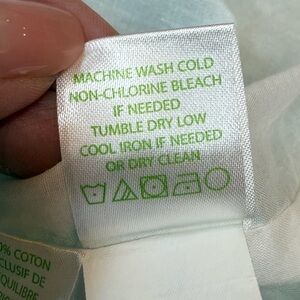 MACHINE WASH COLD
NON-CHLORINE BLEACH
IF NEEDED
TUMBLE DRY LOW
COOL IRON IF NEEDED
OR DRY CLEAN
% COTON
CLUSIF DE
QUILIBRE